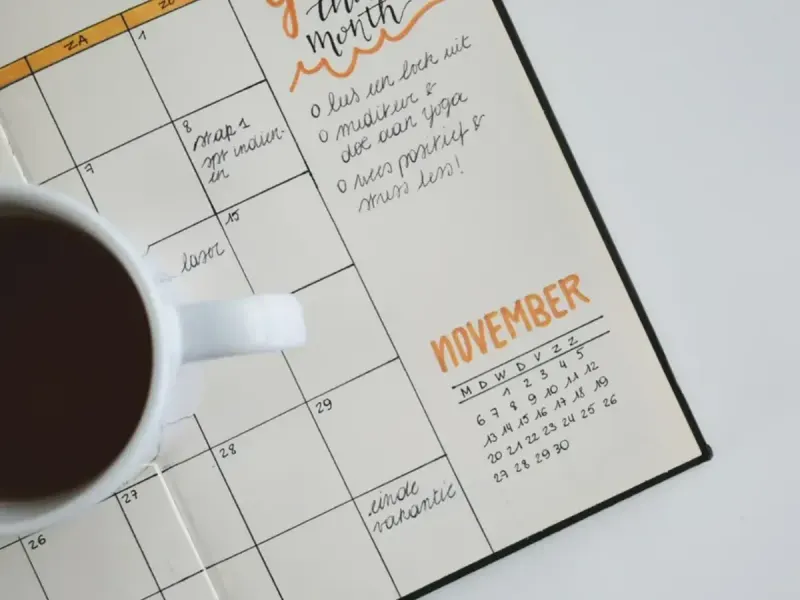 ZA
1
8
stap 1
indien-
en
7
15
laser
29
28
27
26
einde
vakantie
this
month
o lees een boek uit
o mediteer &
doe aan yoga
o wees positief &
stress less!
NOVEMBER
M D W D V Z Z
1 2 3 4 5
6 7 8 9 10 11 12
13 14 15 16 17 18 19
20 21 22 23 24 25 26
27 28 29 30